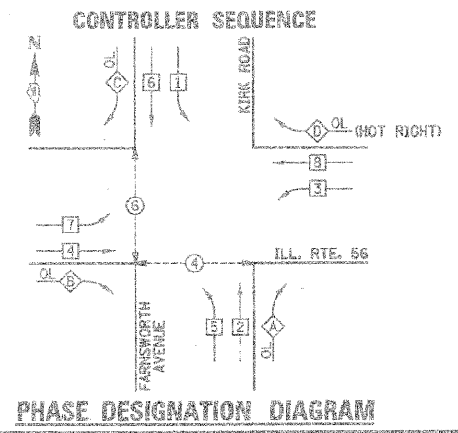 CONTROLLER SEQUENCE
N
OL
C
6
1
KIRK ROAD
D
OL
(HOT RIGHT)
8
3
6
7
4
4
ILL. RTE. 56
OL
B
FARNSWORTH
AVENUE
5
2
A
OL
PHASE DESIGNATION DIAGRAM